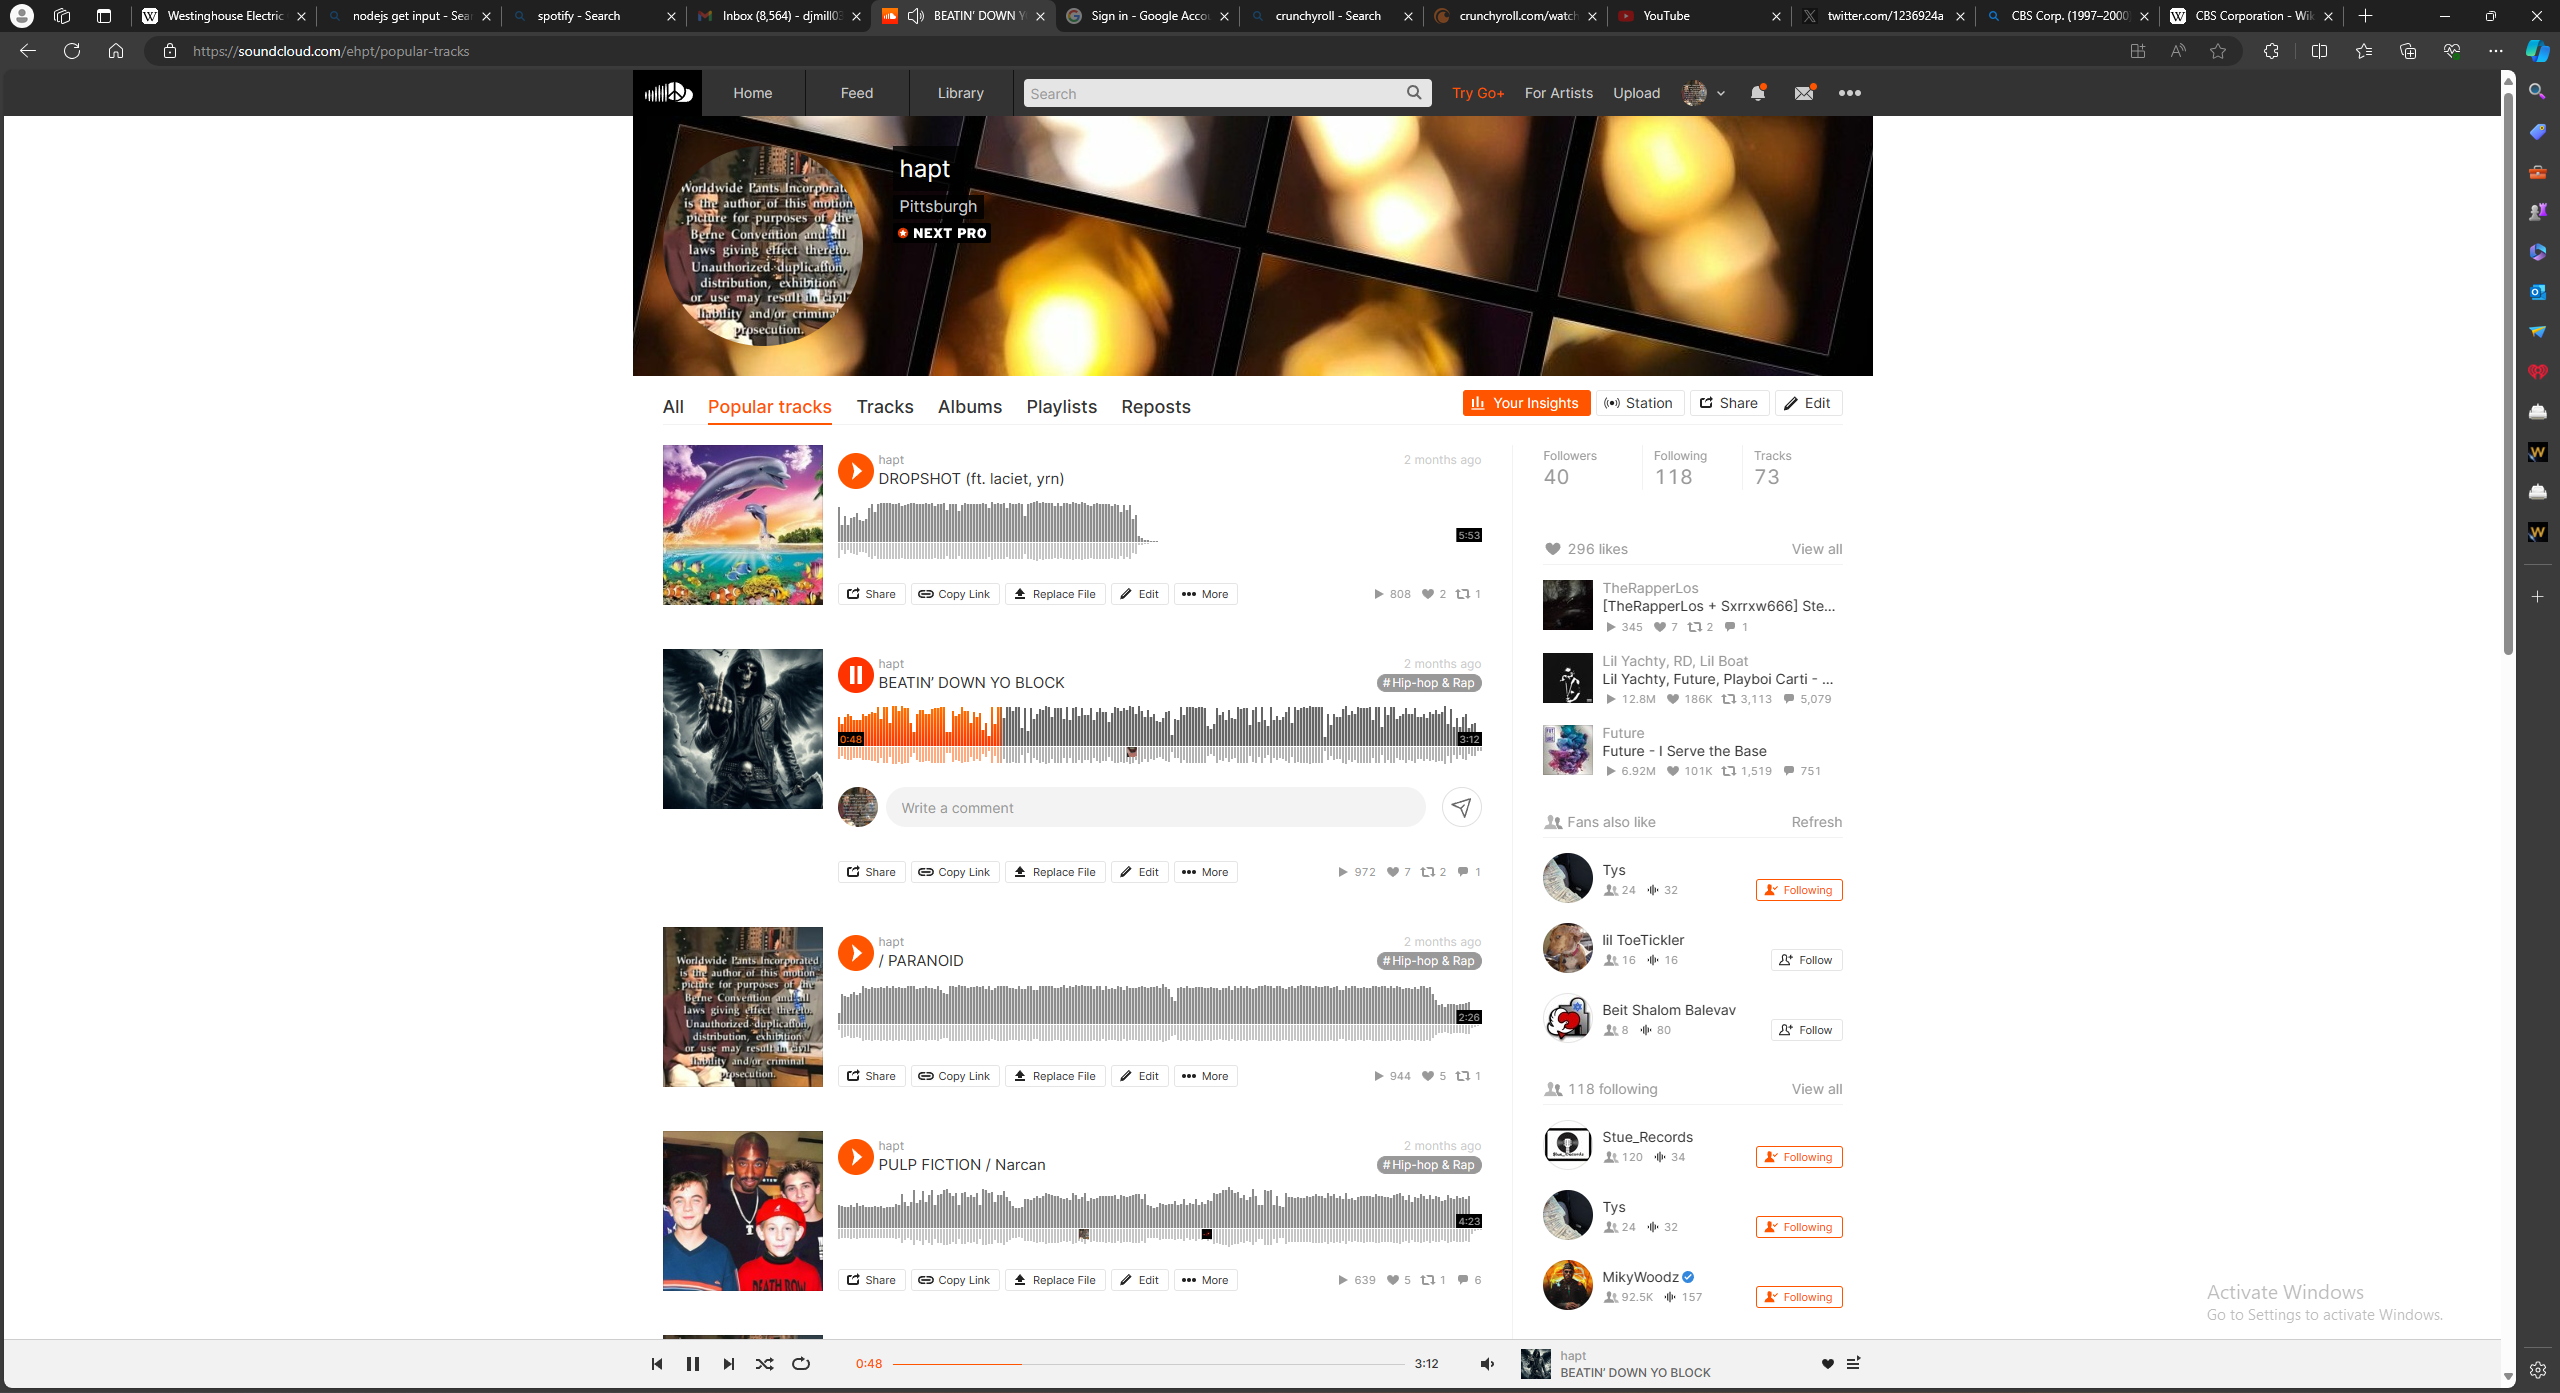 Westinghouse Electric
nodejs get input - Sear
spotify - Search
Inbox (8,564) - djmill03
BEATIN' DOWN Y
Sign in - Google Accou
crunchyroll - Search
crunchyroll.com/watch
YouTube
twitter.com/1236924a
CBS Corp. (1997–2000
CBS Corporation - Wik
https://soundcloud.com/ehpt/popular-tracks
Home
Feed
Library
Search
Try Go+
For Artists
Upload
Worldwide Pants Incorporat
is the author of this motion
picture for purposes of the
Berne Convention and all
laws giving effect thereto.
Unauthorized duplication,
distribution, exhibition
or use may result in civil
liability and/or criminal
prosecution.
hapt
Pittsburgh
NEXT PRO
All
Popular tracks
Tracks
Albums
Playlists
Reposts
Your Insights
Station
Share
Edit
hapt
2 months ago
DROPSHOT (ft. laciet, yrn)
5:53
Share
Copy Link
Replace File
Edit
More
808
2
1
hapt
2 months ago
BEATIN' DOWN YO BLOCK
# Hip-hop & Rap
0:48
3:12
Write a comment
Share
Copy Link
Replace File
Edit
More
972
7
2
1
Worldwide Pants Incorporated
is the author of this motion
picture for purposes of the
Berne Convention and all
laws giving effect thereto.
Unauthorized duplication,
distribution, exhibition
or use may result in civil
liability and/or criminal
prosecution.
hapt
2 months ago
/ PARANOID
# Hip-hop & Rap
2:26
Share
Copy Link
Replace File
Edit
More
944
5
1
DEATH ROW
hapt
2 months ago
PULP FICTION / Narcan
# Hip-hop & Rap
4:23
Share
Copy Link
Replace File
Edit
More
639
5
1
6
Followers
40
Following
118
Tracks
73
296 likes
View all
TheRapperLos
[TheRapperLos + Sxrrxw666] Ste...
345
7
2
1
Lil Yachty, RD, Lil Boat
Lil Yachty, Future, Playboi Carti - ...
12.8M
186K
3,113
5,079
Future
Future - I Serve the Base
6.92M
101K
1,519
751
Fans also like
Refresh
Tys
24
32
Following
lil ToeTickler
16
16
Follow
Beit Shalom Balevav
8
80
Follow
118 following
View all
Stue_Records
120
34
Following
Tys
24
32
Following
MikyWoodz
92.5K
157
Following
Activate Windows
Go to Settings to activate Windows.
0:48
3:12
hapt
BEATIN' DOWN YO BLOCK